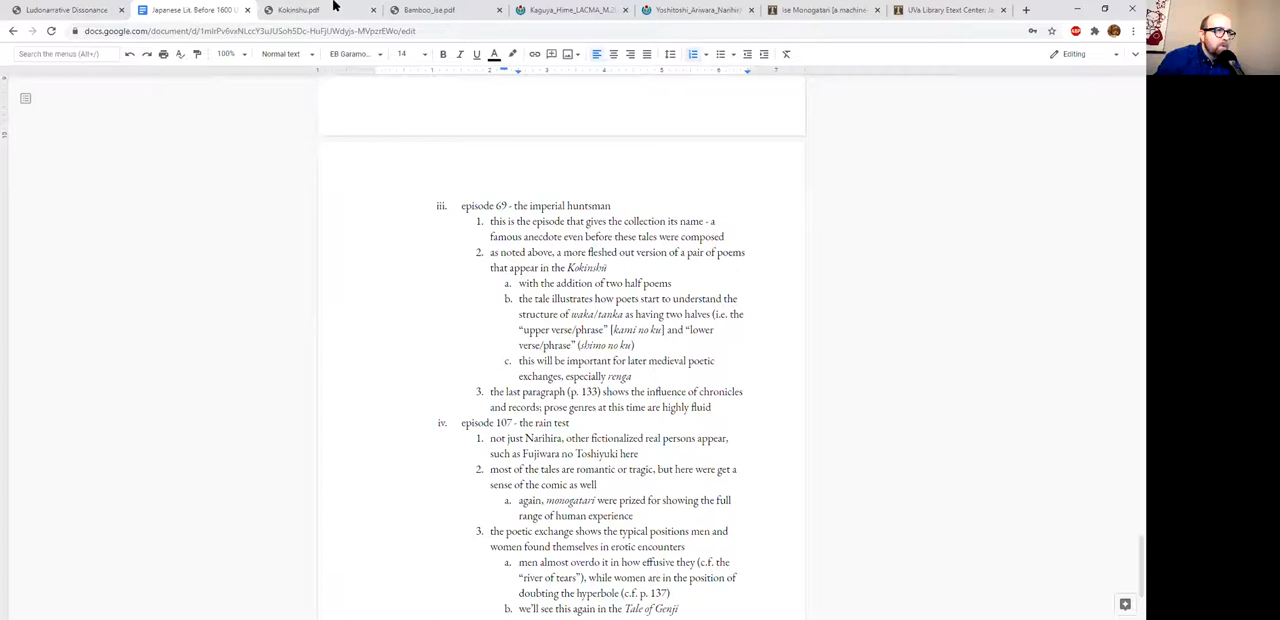 Ludonarrative Dissonance
Japanese Lit. Before 1600 U
Kokinshu.pdf
Bamboo_ise.pdf
Kaguya_Hime_LACMA_M.2
Yoshitoshi_Ariwara_Narihir
Ise Monogatari [a machine-
UVa Library Etext Center: Ja
Search the menus (Alt+/)
100%
Normal text
EB Garamo...
14
Editing
iii. episode 69 - the imperial huntsman
1. this is the episode that gives the collection its name - a
famous anecdote even before these tales were composed
2. as noted above, a more fleshed out version of a pair of poems
that appear in the Kokinshū
a. with the addition of two half poems
b. the tale illustrates how poets start to understand the
structure of waka/tanka as having two halves (i.e. the
“upper verse/phrase” [kami no ku] and “lower
verse/phrase” (shimo no ku)
c. this will be important for later medieval poetic
exchanges, especially renga
3. the last paragraph (p. 133) shows the influence of chronicles
and records; prose genres at this time are highly fluid
iv. episode 107 - the rain test
1. not just Narihira, other fictionalized real persons appear,
such as Fujiwara no Toshiyuki here
2. most of the tales are romantic or tragic, but here were get a
sense of the comic as well
a. again, monogatari were prized for showing the full
range of human experience
3. the poetic exchange shows the typical positions men and
women found themselves in erotic encounters
a. men almost overdo it in how effusive they (c.f. the
“river of tears”), while women are in the position of
doubting the hyperbole (c.f. p. 137)
b. we’ll see this again in the Tale of Genji